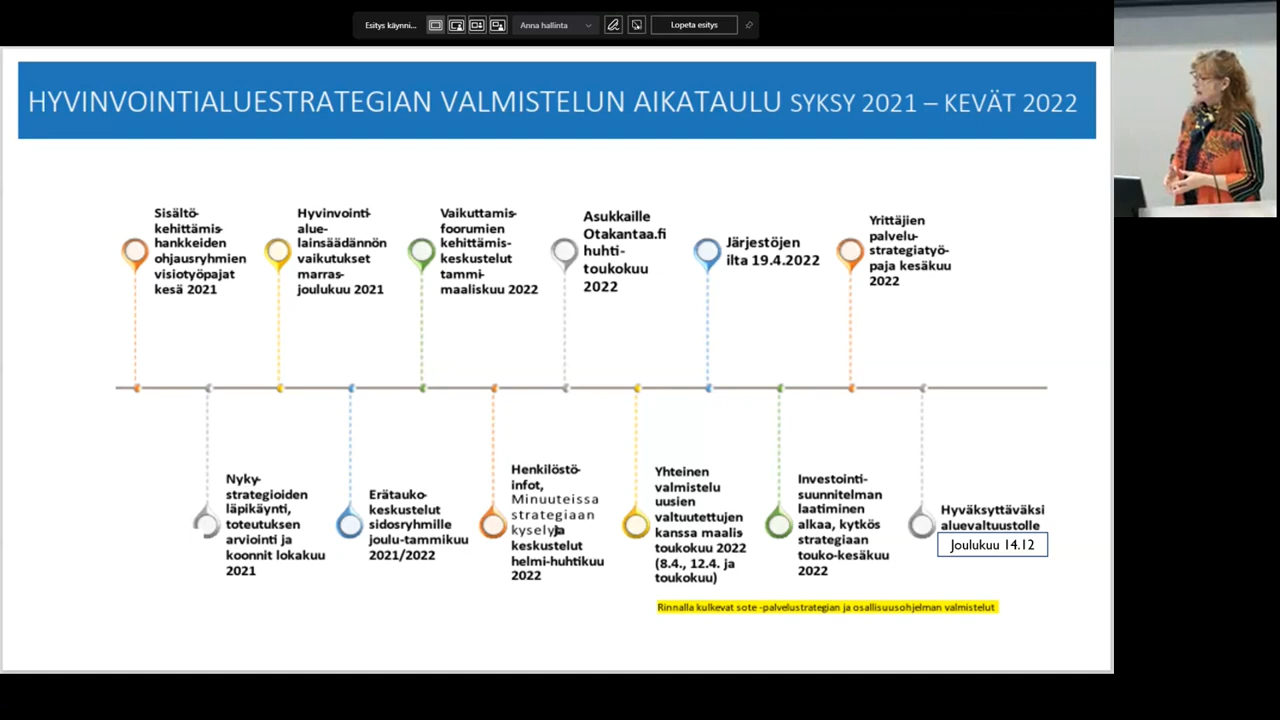 Esitys käynni...
Anna hallinta
Lopeta esitys
HYVINVOINTIALUESTRATEGIAN VALMISTELUN AIKATAULU SYKSY 2021 – KEVÄT 2022
Sisältö-
kehittämis-
hankkeiden
ohjausryhmien
visiotyöpajat
kesä 2021
Hyvinvointi-
alue-
lainsäädännön
vaikutukset
marras-
joulukuu 2021
Vaikuttamis-
foorumien
kehittämis-
keskustelut
tammi-
maaliskuu 2022
Asukkaille
Otakantaa.fi
huhti-
toukokuu
2022
Järjestöjen
ilta 19.4.2022
Yrittäjien
palvelu-
strategiatyö-
paja kesäkuu
2022
Nyky-
strategioiden
läpikäynti,
toteutuksen
arviointi ja
koonnit lokakuu
2021
Erätauko-
keskustelut
sidosryhmille
joulu-tammikuu
2021/2022
Henkilöstö-
infot,
Minuuteissa
strategiaan
kysely ja
keskustelut
helmi-huhtikuu
2022
Yhteinen
valmistelu
uusien
valtuutettujen
kanssa maalis
toukokuu 2022
(8.4., 12.4. ja
toukokuu)
Investointi-
suunnitelman
laatiminen
alkaa, kytkös
strategiaan
touko-kesäkuu
2022
Hyväksyttäväksi
aluevaltuustolle
Joulukuu 14.12
Rinnalla kulkevat sote -palvelustrategian ja osallisuusohjelman valmistelut